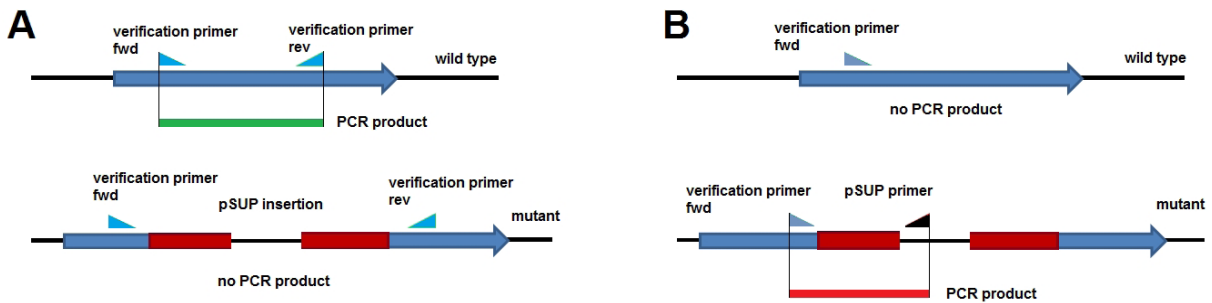 A
verification primer
fwd
verification primer
rev
wild type
PCR product
verification primer
fwd
pSUP insertion
verification primer
rev
mutant
no PCR product
B
verification primer
fwd
wild type
no PCR product
verification primer
fwd
pSUP primer
mutant
PCR product